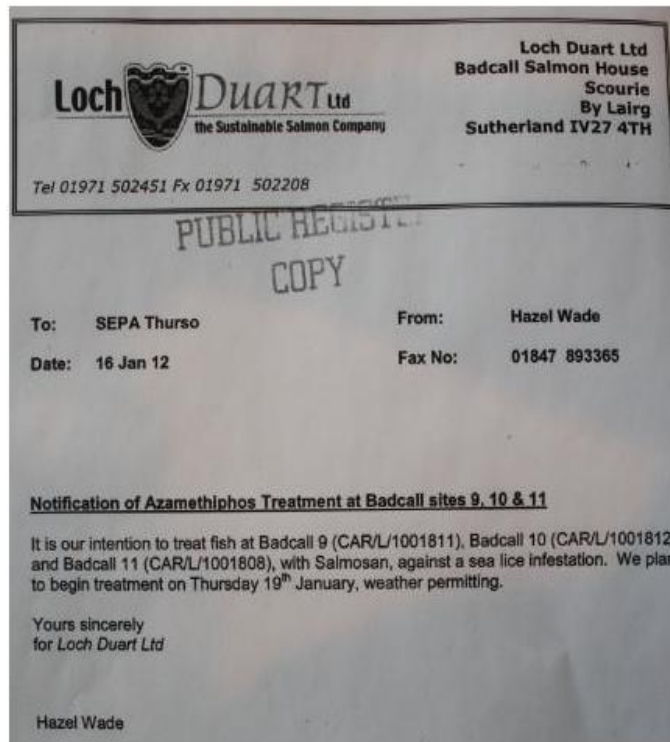 Loch DUART Ltd
the Sustainable Salmon Company
Loch Duart Ltd
Badcall Salmon House
Scourie
By Lairg
Sutherland IV27 4TH
Tel 01971 502451 Fx 01971 502208
PUBLIC REGISTE
COPY
To: SEPA Thurso From: Hazel Wade
Date: 16 Jan 12 Fax No: 01847 893365
Notification of Azamethiphos Treatment at Badcall sites 9, 10 & 11
It is our intention to treat fish at Badcall 9 (CAR/L/1001811), Badcall 10 (CAR/L/1001812
and Badcall 11 (CAR/L/1001808), with Salmosan, against a sea lice infestation. We plan
to begin treatment on Thursday 19th January, weather permitting.
Yours sincerely
for Loch Duart Ltd
Hazel Wade